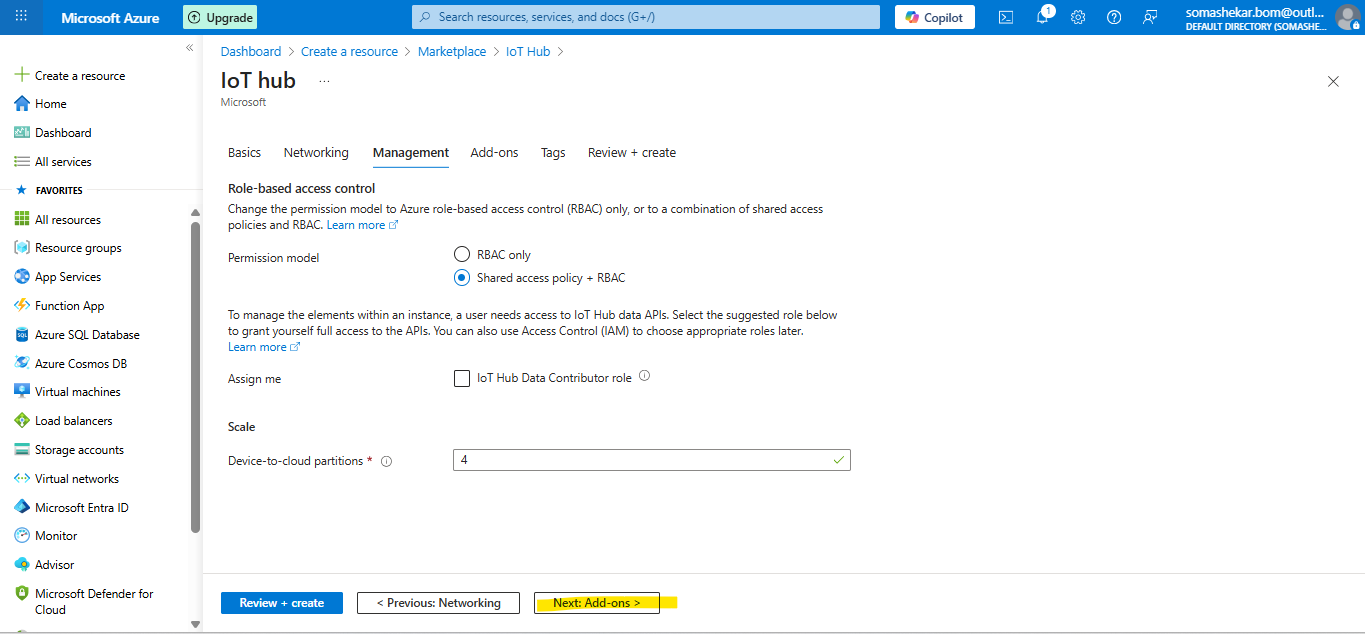 Microsoft Azure
Upgrade
Search resources, services, and docs (G+/)
Copilot
1
somashekar.bom@outl...
DEFAULT DIRECTORY (SOMASHE...
«
Create a resource
Home
Dashboard
All services
FAVORITES
All resources
Resource groups
App Services
Function App
Azure SQL Database
Azure Cosmos DB
Virtual machines
Load balancers
Storage accounts
Virtual networks
Microsoft Entra ID
Monitor
Advisor
Microsoft Defender for
Cloud
Dashboard > Create a resource > Marketplace > IoT Hub >
IoT hub ...
Microsoft
Basics Networking Management Add-ons Tags Review + create
Role-based access control
Change the permission model to Azure role-based access control (RBAC) only, or to a combination of shared access
policies and RBAC. Learn more
Permission model
RBAC only
Shared access policy + RBAC
To manage the elements within an instance, a user needs access to IoT Hub data APIs. Select the suggested role below
to grant yourself full access to the APIs. You can also use Access Control (IAM) to choose appropriate roles later.
Learn more
Assign me
IoT Hub Data Contributor role
Scale
Device-to-cloud partitions *
4
Review + create
< Previous: Networking
Next: Add-ons >